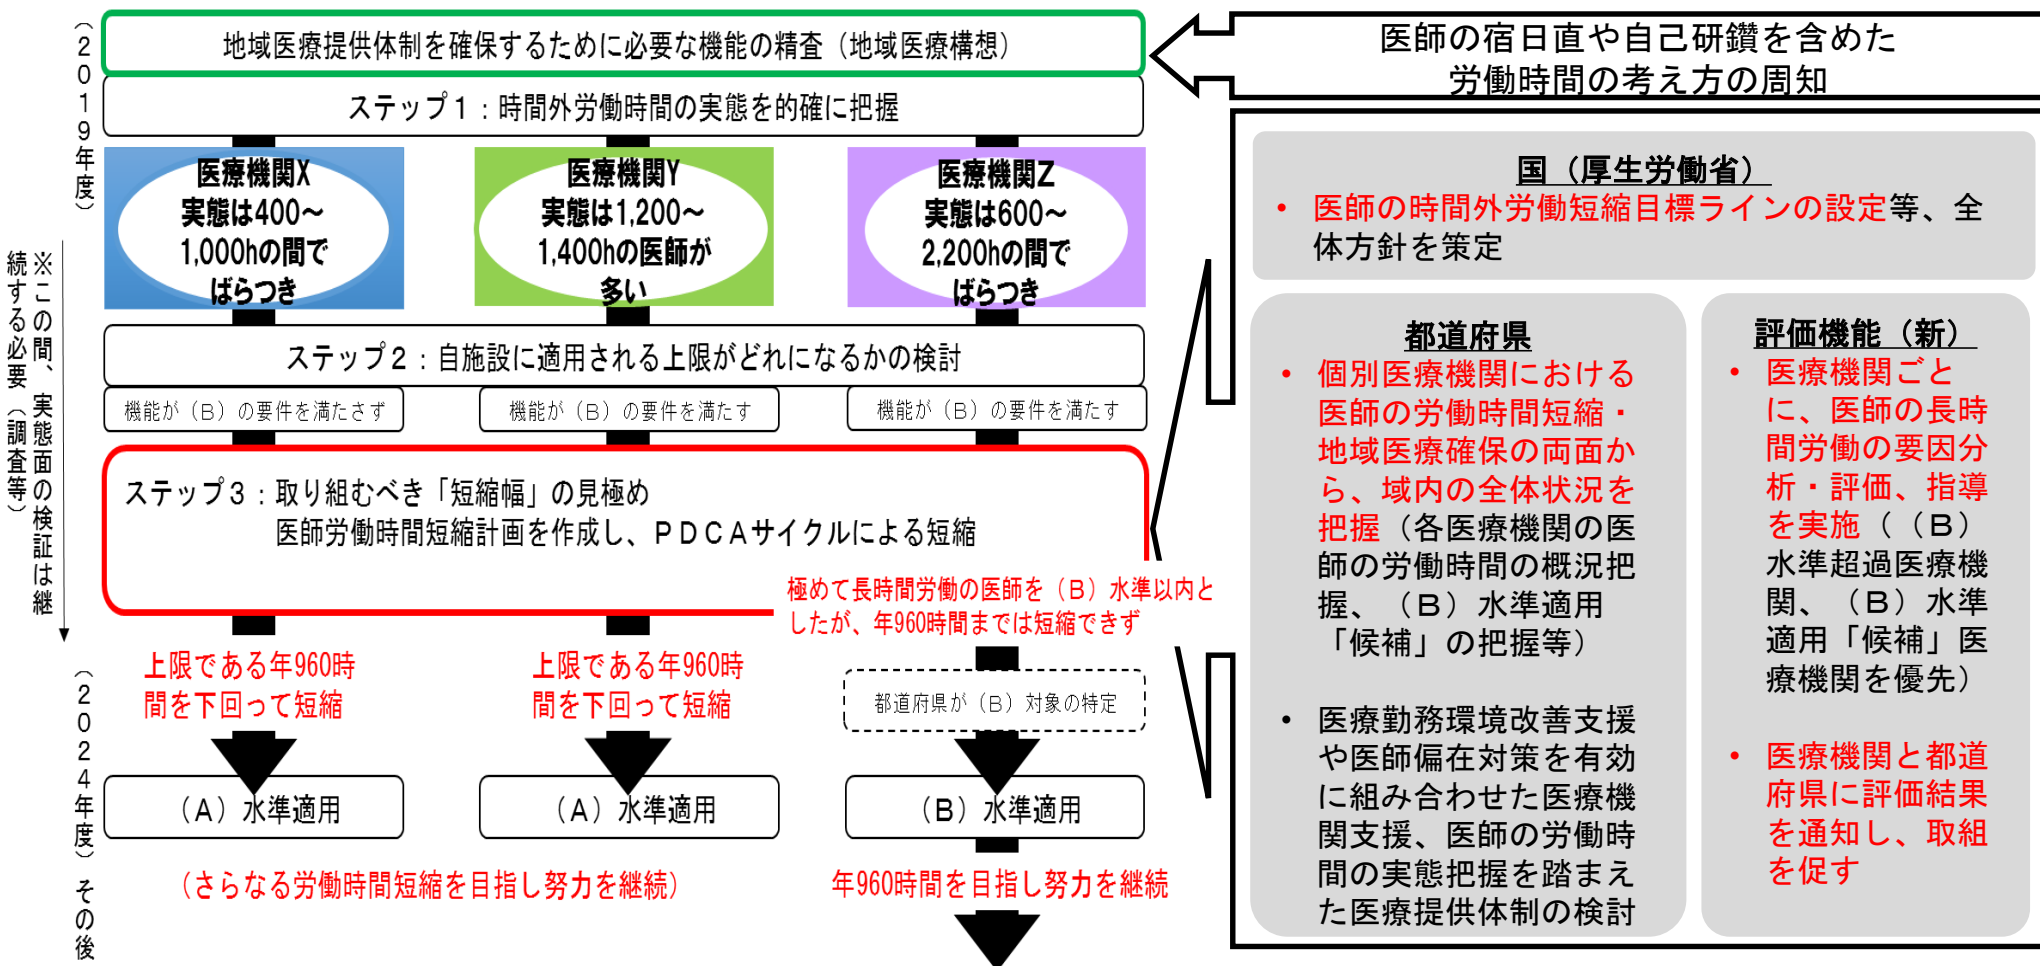 （２０１９年度）
地域医療提供体制を確保するために必要な機能の精査（地域医療構想）
ステップ１：時間外労働時間の実態を的確に把握
医療機関X
実態は400～
1,000hの間で
ばらつき
医療機関Y
実態は1,200～
1,400hの医師が
多い
医療機関Z
実態は600～
2,200hの間で
ばらつき
※この間、実態面の検証は継
続する必要（調査等）
ステップ２：自施設に適用される上限がどれになるかの検討
機能が（B）の要件を満たさず
機能が（B）の要件を満たす
機能が（B）の要件を満たす
ステップ３：取り組むべき「短縮幅」の見極め
医師労働時間短縮計画を作成し、ＰＤＣＡサイクルによる短縮
極めて長時間労働の医師を（B）水準以内と
したが、年960時間までは短縮できず
上限である年960時
間を下回って短縮
上限である年960時
間を下回って短縮
都道府県が（B）対象の特定
（２０２４年度）その後
（A）水準適用
（A）水準適用
（B）水準適用
（さらなる労働時間短縮を目指し努力を継続）
年960時間を目指し努力を継続
医師の宿日直や自己研鑽を含めた
労働時間の考え方の周知
国（厚生労働省）
• 医師の時間外労働短縮目標ラインの設定等、全
体方針を策定
都道府県
• 個別医療機関における
医師の労働時間短縮・
地域医療確保の両面か
ら、域内の全体状況を
把握（各医療機関の医
師の労働時間の概況把
握、（Ｂ）水準適用
「候補」の把握等）
• 医療勤務環境改善支援
や医師偏在対策を有効
に組み合わせた医療機
関支援、医師の労働時
間の実態把握を踏まえ
た医療提供体制の検討
評価機能（新）
• 医療機関ごと
に、医師の長時
間労働の要因分
析・評価、指導
を実施（（Ｂ）
水準超過医療機
関、（Ｂ）水準
適用「候補」医
療機関を優先）
• 医療機関と都道
府県に評価結果
を通知し、取組
を促す